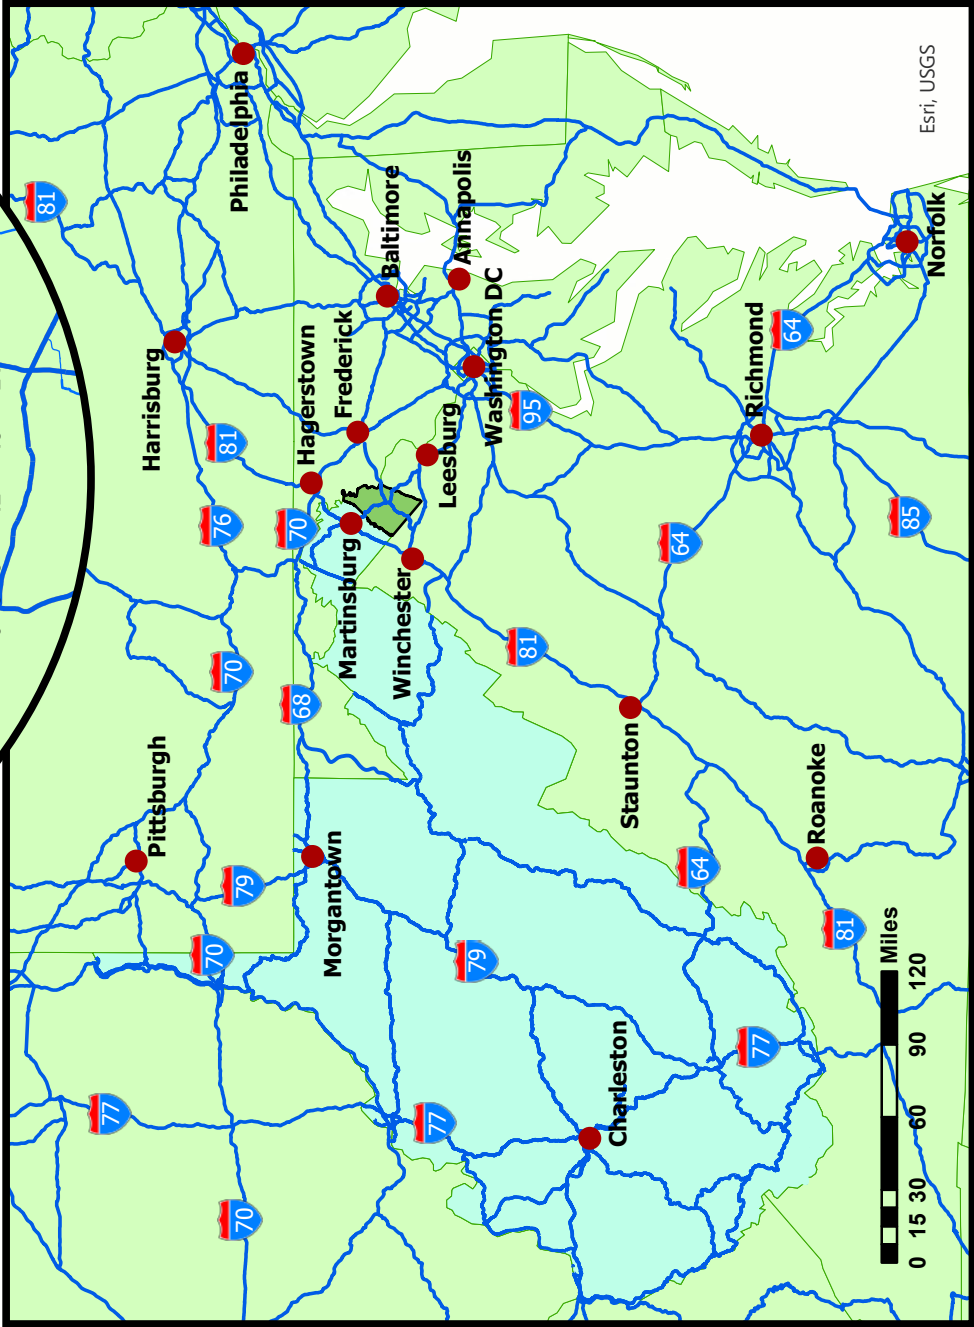 81
77
Harrisburg
Pittsburgh
70
76
81
70
70
79
Philadelphia
70
68
Hagerstown
Morgantown
Frederick
Martinsburg
Baltimore
Winchester
77
Leesburg
Annapolis
79
Washington DC
81
95
Charleston
Staunton
64
64
Richmond
77
64
Roanoke
81
Miles
85
0 15 30 60 90 120
Esri, USGS
Norfolk